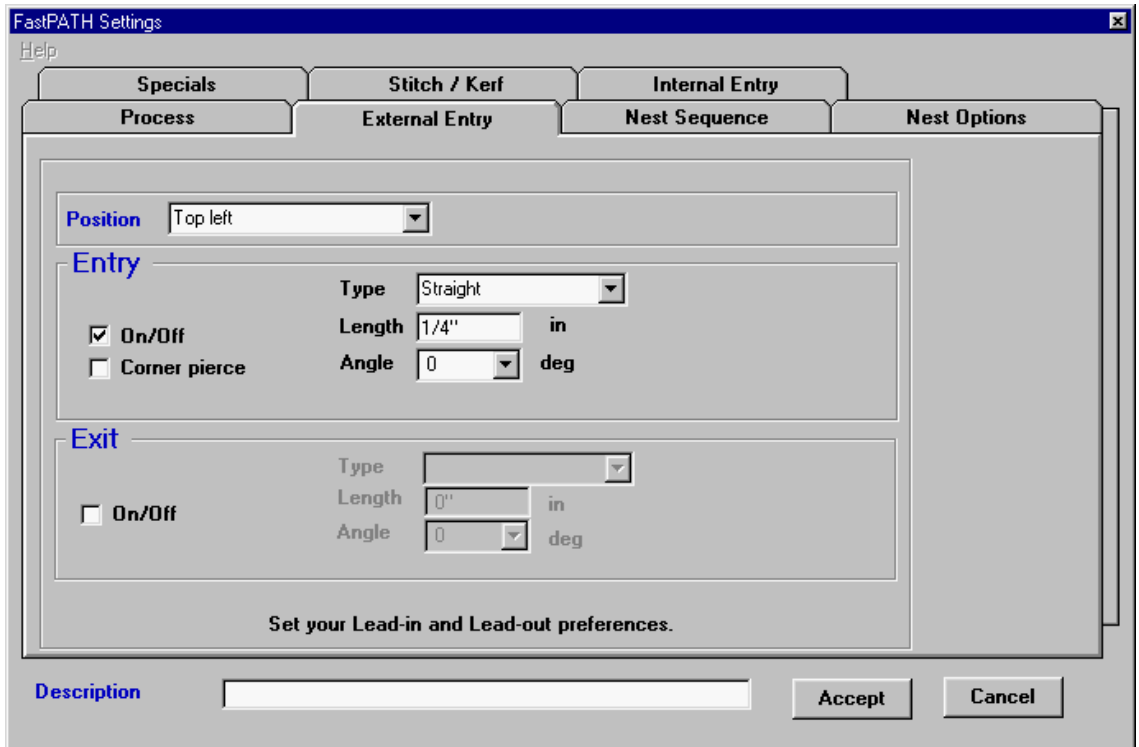 FastPATH Settings
Help
Specials Stitch / Kerf Internal Entry
Process External Entry Nest Sequence Nest Options
Position Top left
Entry
Type Straight
On/Off Length 1/4" in
Corner pierce Angle 0 deg
Exit
Type
Length 0" in
On/Off
Angle 0 deg
Set your Lead-in and Lead-out preferences.
Description Accept Cancel